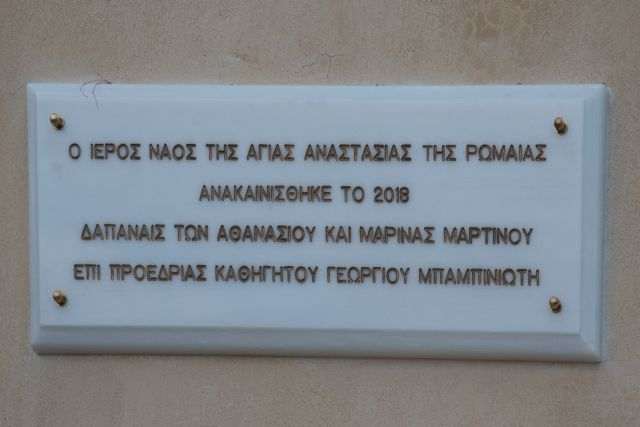 Ο ΙΕΡΟΣ ΝΑΟΣ ΤΗΣ ΑΓΙΑΣ ΑΝΑΣΤΑΣΙΑΣ ΤΗΣ ΡΩΜΑΙΑΣ
ΑΝΑΚΑΙΝΙΣΘΗΚΕ ΤΟ 2018
ΔΑΠΑΝΑΙΣ ΤΩΝ ΑΘΑΝΑΣΙΟΥ ΚΑΙ ΜΑΡΙΝΑΣ ΜΑΡΤΙΝΟΥ
ΕΠΙ ΠΡΟΕΔΡΙΑΣ ΚΑΘΗΓΗΤΟΥ ΓΕΩΡΓΙΟΥ ΜΠΑΜΠΙΝΙΩΤΗ